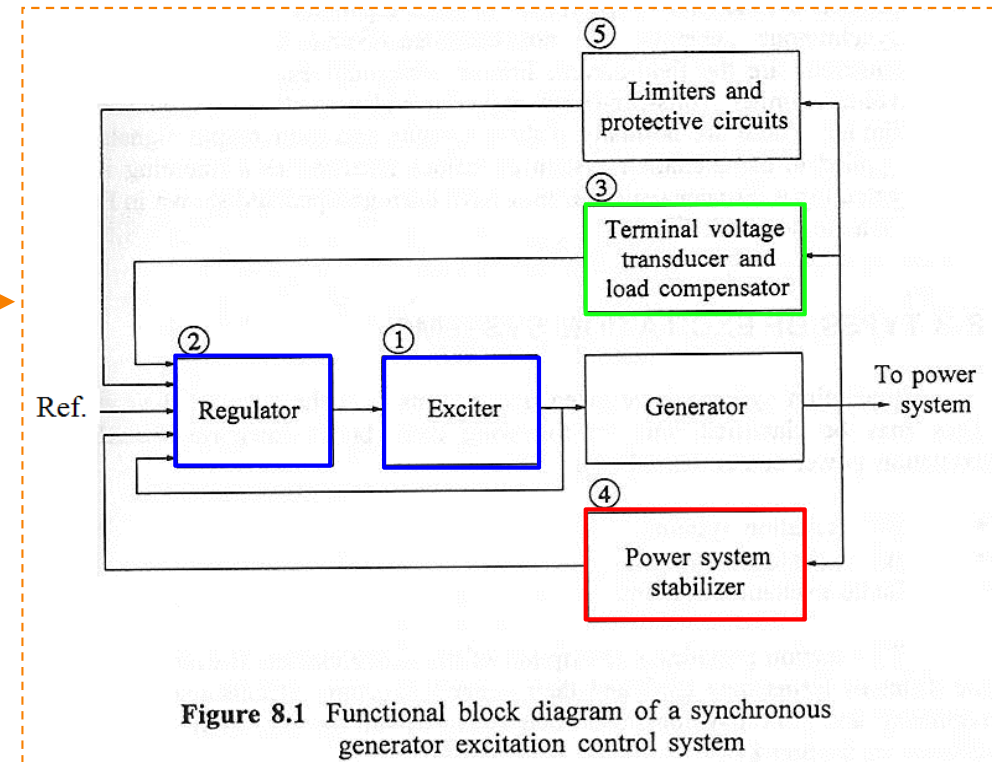 ⑤
Limiters and
protective circuits
③
Terminal voltage
transducer and
load compensator
②
①
Ref.
Regulator
Exciter
Generator
To power
system
④
Power system
stabilizer
Figure 8.1 Functional block diagram of a synchronous
generator excitation control system